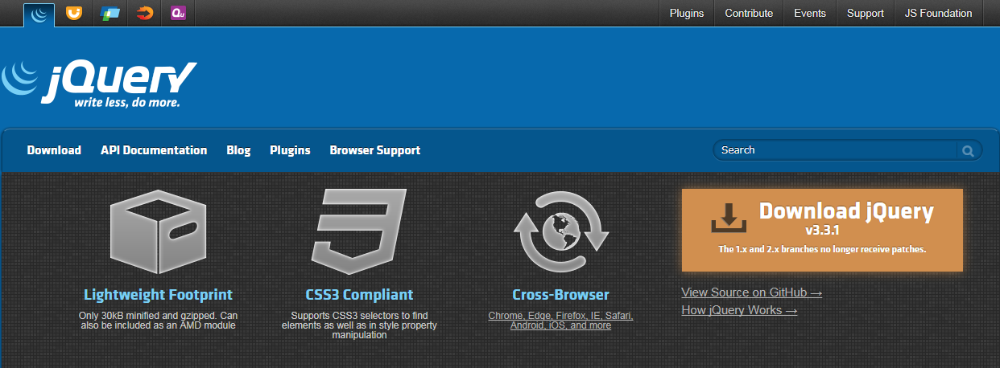 Plugins Contribute Events Support JS Foundation
jQuery
write less, do more.
Download API Documentation Blog Plugins Browser Support Search
Lightweight Footprint
Only 30kB minified and gzipped. Can
also be included as an AMD module
CSS3 Compliant
Supports CSS3 selectors to find
elements as well as in style property
manipulation
Cross-Browser
Chrome, Edge, Firefox, IE, Safari,
Android, iOS, and more
Download jQuery
v3.3.1
The 1.x and 2.x branches no longer receive patches.
View Source on GitHub →
How jQuery Works →